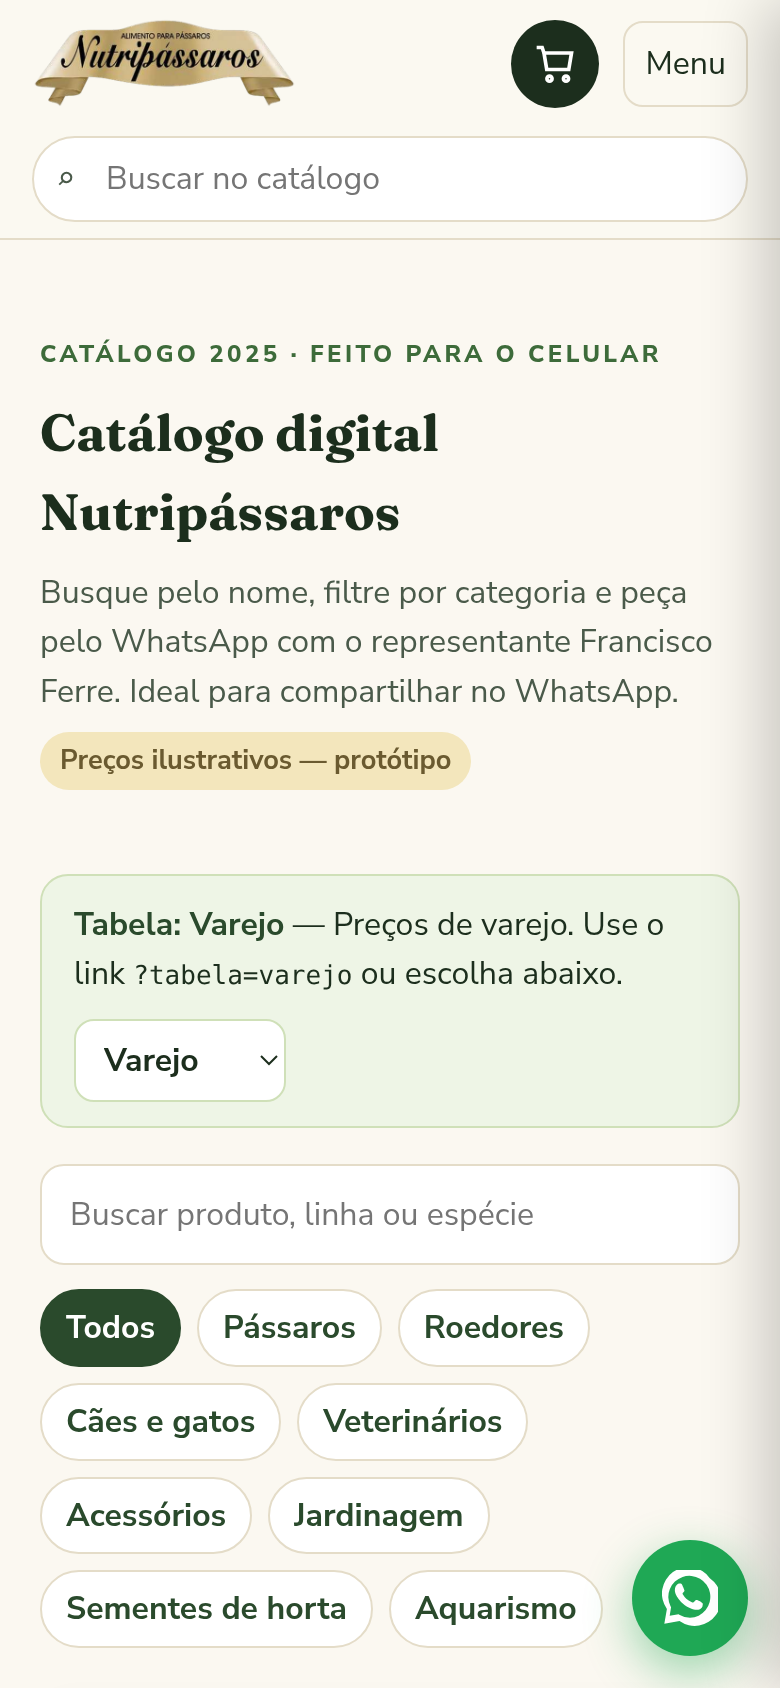 ALIMENTO PARA PÁSSAROS
Nutripássaros
Menu
Buscar no catálogo
CATÁLOGO 2025 · FEITO PARA O CELULAR
Catálogo digital
Nutripássaros
Busque pelo nome, filtre por categoria e peça
pelo WhatsApp com o representante Francisco
Ferre. Ideal para compartilhar no WhatsApp.
Preços ilustrativos — protótipo
Tabela: Varejo — Preços de varejo. Use o
link ?tabela=varejo ou escolha abaixo.
Varejo
Buscar produto, linha ou espécie
Todos Pássaros Roedores
Cães e gatos Veterinários
Acessórios Jardinagem
Sementes de horta Aquarismo